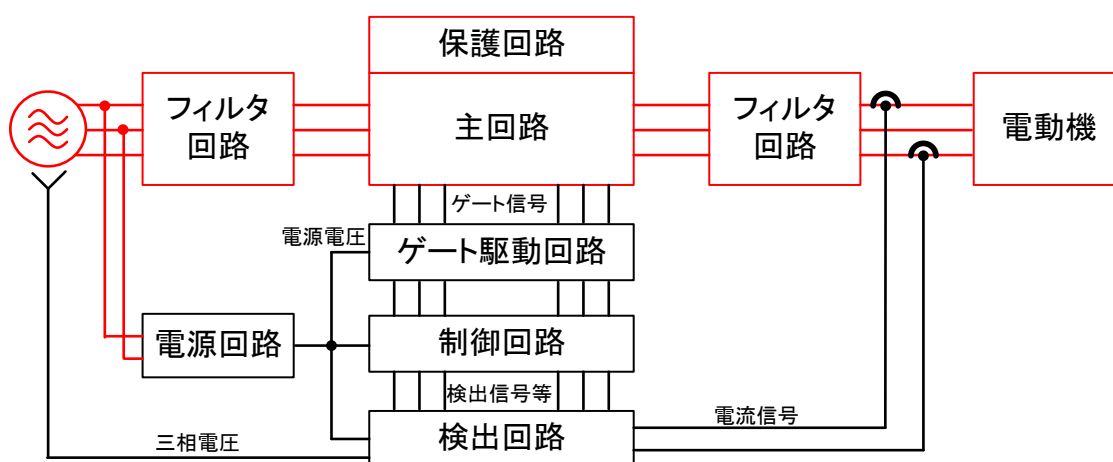 保護回路
フィルタ
回路
主回路
フィルタ
回路
電動機
ゲート信号
電源電圧
ゲート駆動回路
電源回路
制御回路
検出信号等
電流信号
三相電圧
検出回路